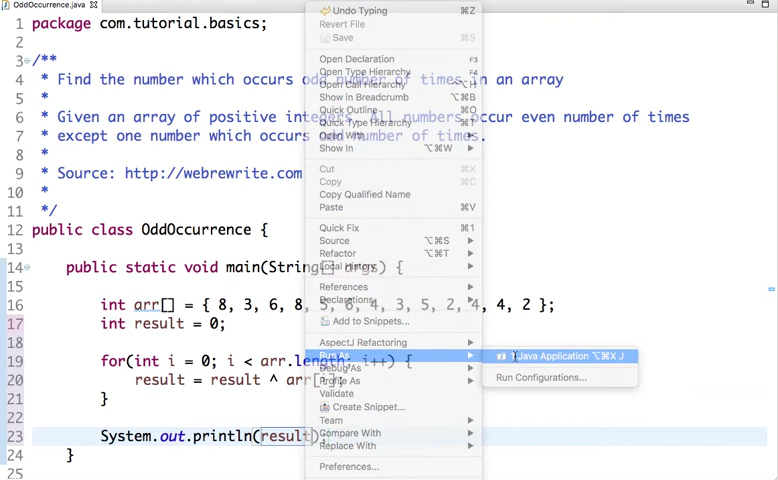 OddOccurrence.java
1 package com.tutorial.basics;
2
3 /**
4 * Find the number which occurs odd number of times in an array
5 *
6 * Given an array of positive integers. All numbers occur even number of times
7 * except one number which occurs odd number of times.
8 *
9 * Source: http://webrewrite.com
10 *
11 */
12 public class OddOccurrence {
13
14 public static void main(String[] args) {
15
16 int arr[] = { 8, 3, 6, 8, 5, 6, 4, 3, 5, 2, 4, 4, 2 };
17 int result = 0;
18
19 for(int i = 0; i < arr.length; i++) {
20 result = result ^ arr[i];
21 }
22
23 System.out.println(result);
24 }
25
Undo Typing ⌘Z
Revert File
Save ⌘S
Open Declaration F3
Open Type Hierarchy F4
Open Call Hierarchy ⌃⌥H
Show in Breadcrumb ⌥⌘B
Quick Outline ⌘O
Quick Type Hierarchy ⌘T
Open With
Show In ⌥⌘W
Cut ⌘X
Copy ⌘C
Copy Qualified Name
Paste ⌘V
Quick Fix ⌘1
Source ⌥⌘S
Refactor ⌥⌘T
Local History
References
Declarations
Add to Snippets...
AspectJ Refactoring
Run As
Debug As
Profile As
Validate
Create Snippet...
Team
Compare With
Replace With
Preferences...
Java Application ⌥⌘X J
Run Configurations...